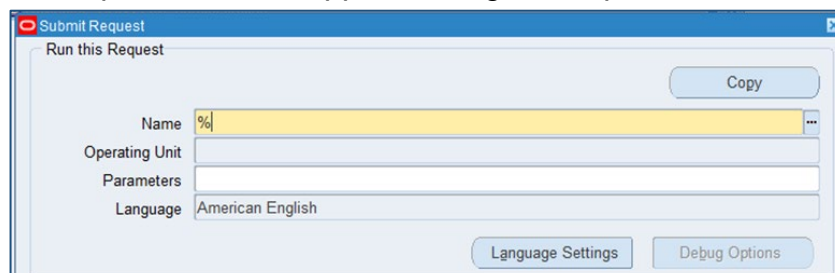 Submit Request
Run this Request
Copy
Name %
Operating Unit
Parameters
Language American English
Language Settings Debug Options